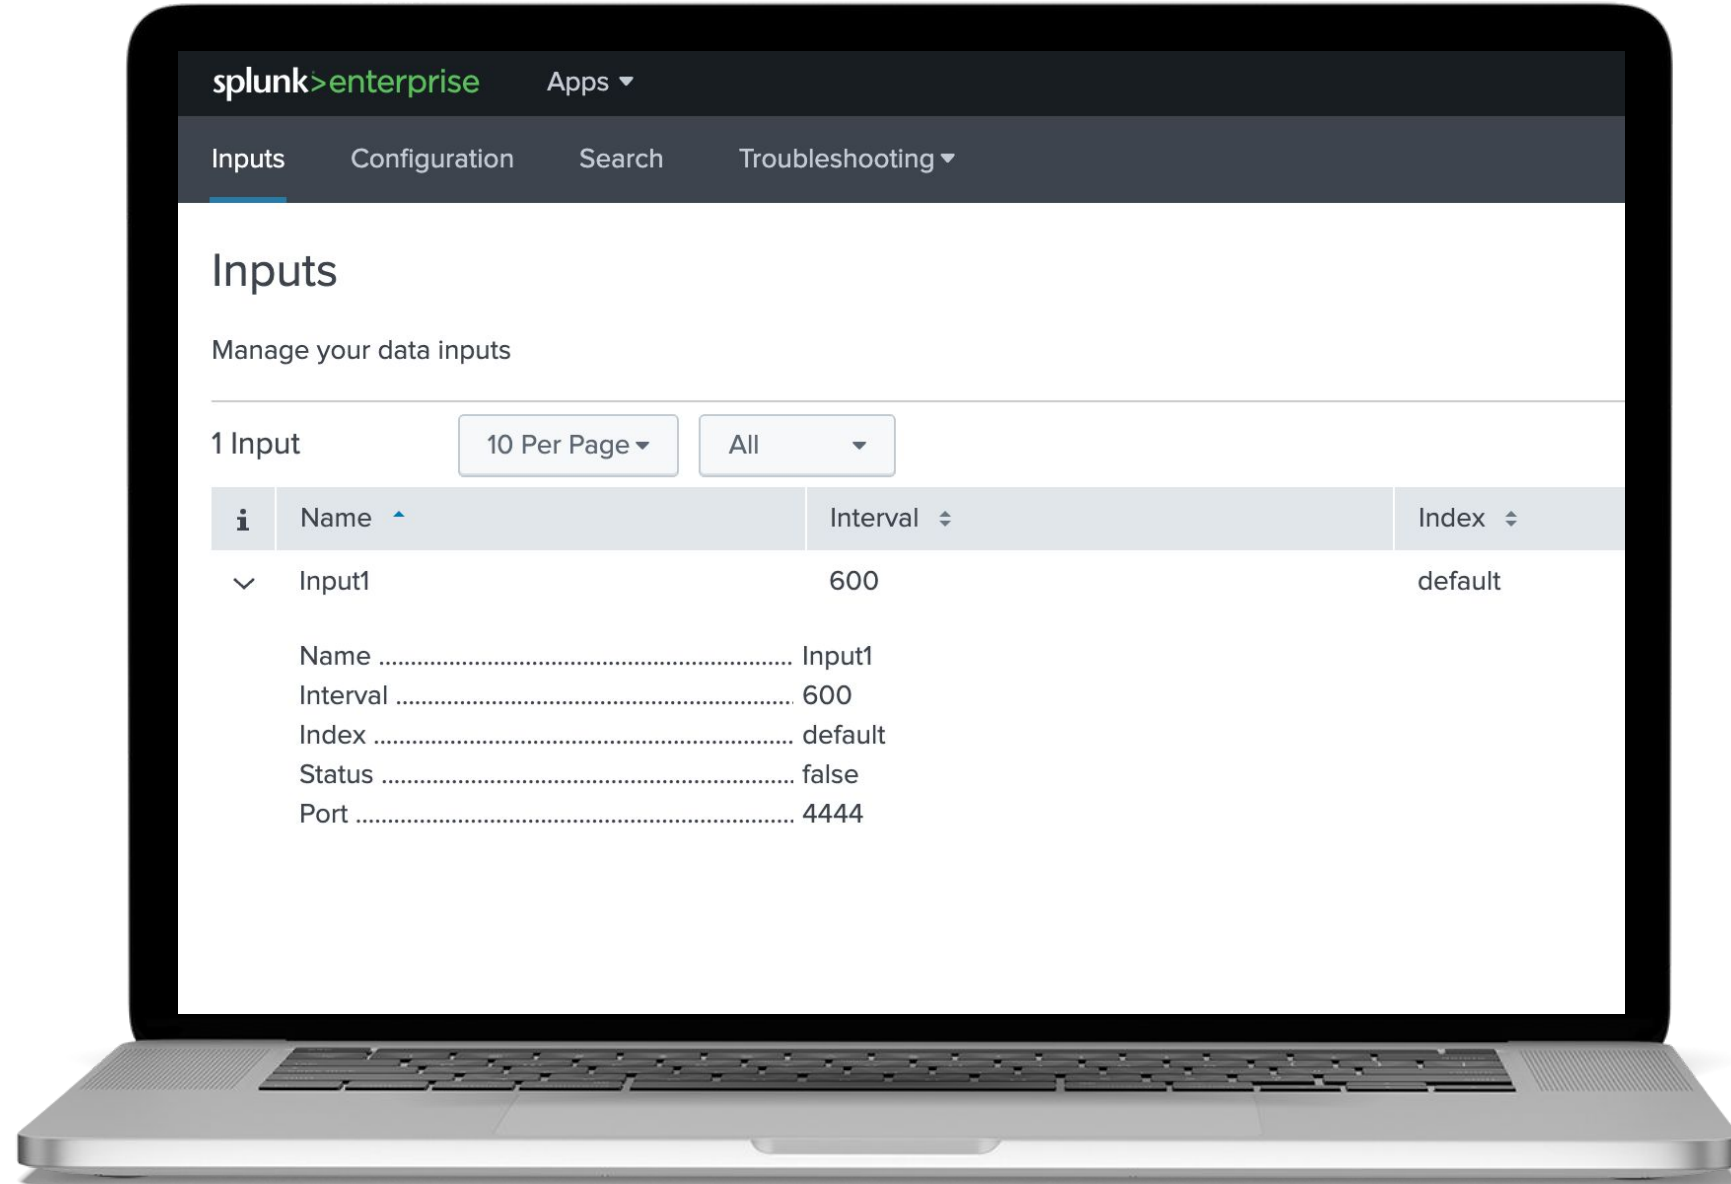 splunk>enterprise Apps
Inputs Configuration Search Troubleshooting
Inputs
Manage your data inputs
1 Input 10 Per Page All
i Name Interval Index
Input1 600 default
Name ................................................................ Input1
Interval ................................................................ 600
Index ................................................................ default
Status ................................................................ false
Port ................................................................ 4444